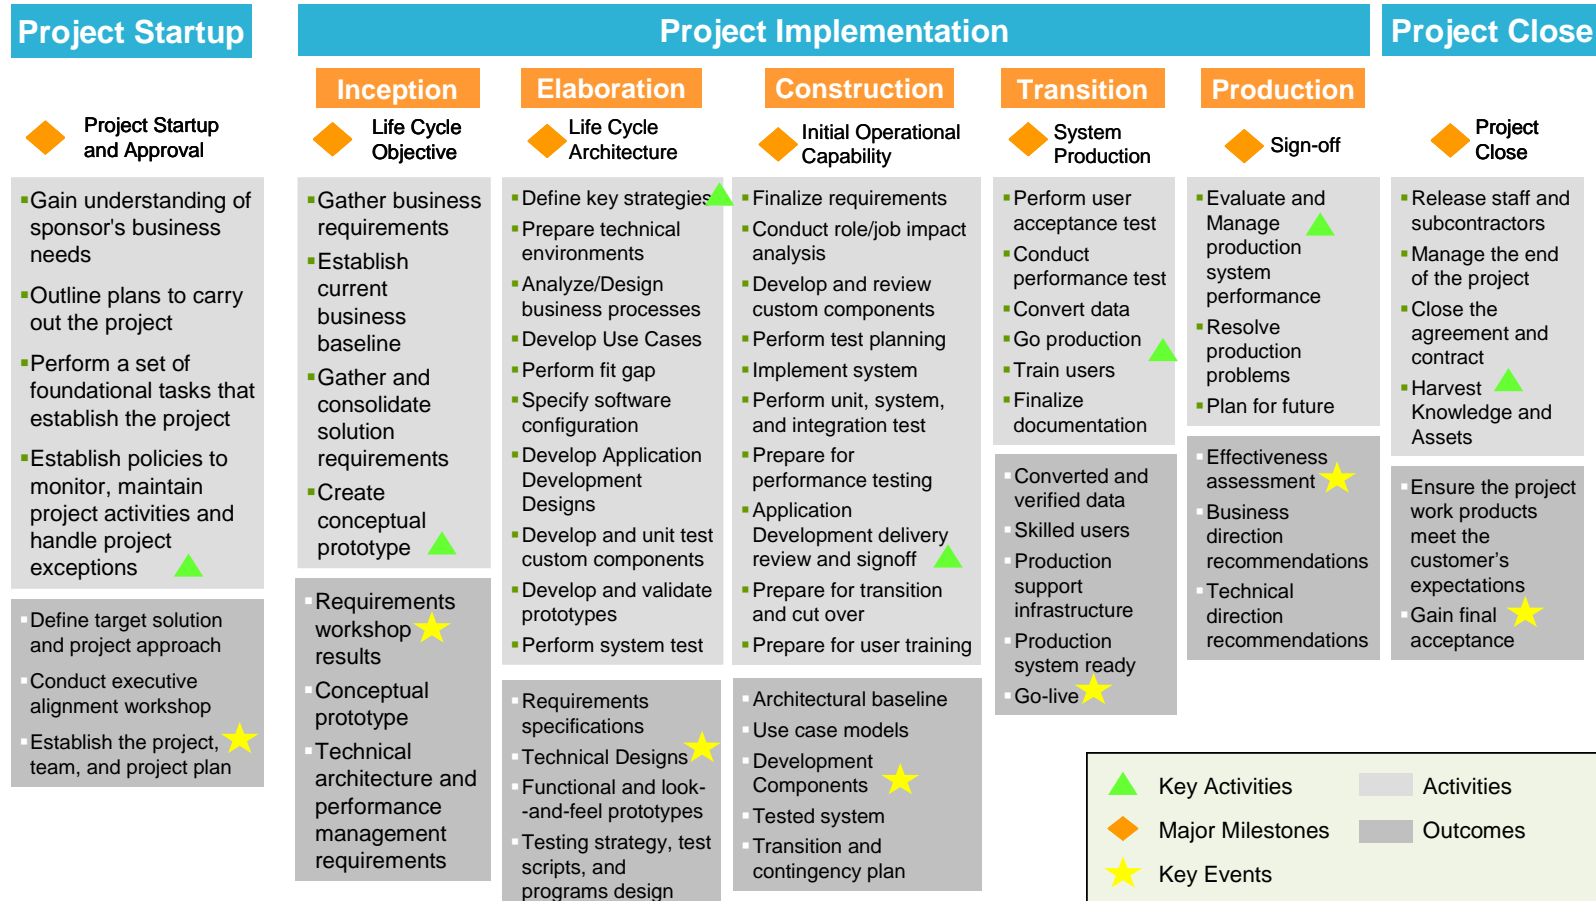 Project Startup
Project Implementation
Project Close
Inception
Elaboration
Construction
Transition
Production
Project Startup
and Approval
Life Cycle
Objective
Life Cycle
Architecture
Initial Operational
Capability
System
Production
Sign-off
Project
Close
Gain understanding of
sponsor's business
needs
Outline plans to carry
out the project
Perform a set of
foundational tasks that
establish the project
Establish policies to
monitor, maintain
project activities and
handle project
exceptions
Define target solution
and project approach
Conduct executive
alignment workshop
Establish the project,
team, and project plan
Gather business
requirements
Establish
current
business
baseline
Gather and
consolidate
solution
requirements
Create
conceptual
prototype
Requirements
workshop
results
Conceptual
prototype
Technical
architecture and
performance
management
requirements
Define key strategies
Prepare technical
environments
Analyze/Design
business processes
Develop Use Cases
Perform fit gap
Specify software
configuration
Develop Application
Development
Designs
Develop and unit test
custom components
Develop and validate
prototypes
Perform system test
Requirements
specifications
Technical Designs
Functional and look-
-and-feel prototypes
Testing strategy, test
scripts, and
programs design
Finalize requirements
Conduct role/job impact
analysis
Develop and review
custom components
Perform test planning
Implement system
Perform unit, system,
and integration test
Prepare for
performance testing
Application
Development delivery
review and signoff
Prepare for transition
and cut over
Prepare for user training
Architectural baseline
Use case models
Development
Components
Tested system
Transition and
contingency plan
Perform user
acceptance test
Conduct
performance test
Convert data
Go production
Train users
Finalize
documentation
Converted and
verified data
Skilled users
Production
support
infrastructure
Production
system ready
Go-live
Evaluate and
Manage
production
system
performance
Resolve
production
problems
Plan for future
Effectiveness
assessment
Business
direction
recommendations
Technical
direction
recommendations
Release staff and
subcontractors
Manage the end
of the project
Close the
agreement and
contract
Harvest
Knowledge and
Assets
Ensure the project
work products
meet the
customer’s
expectations
Gain final
acceptance
Key Activities
Activities
Major Milestones
Outcomes
Key Events